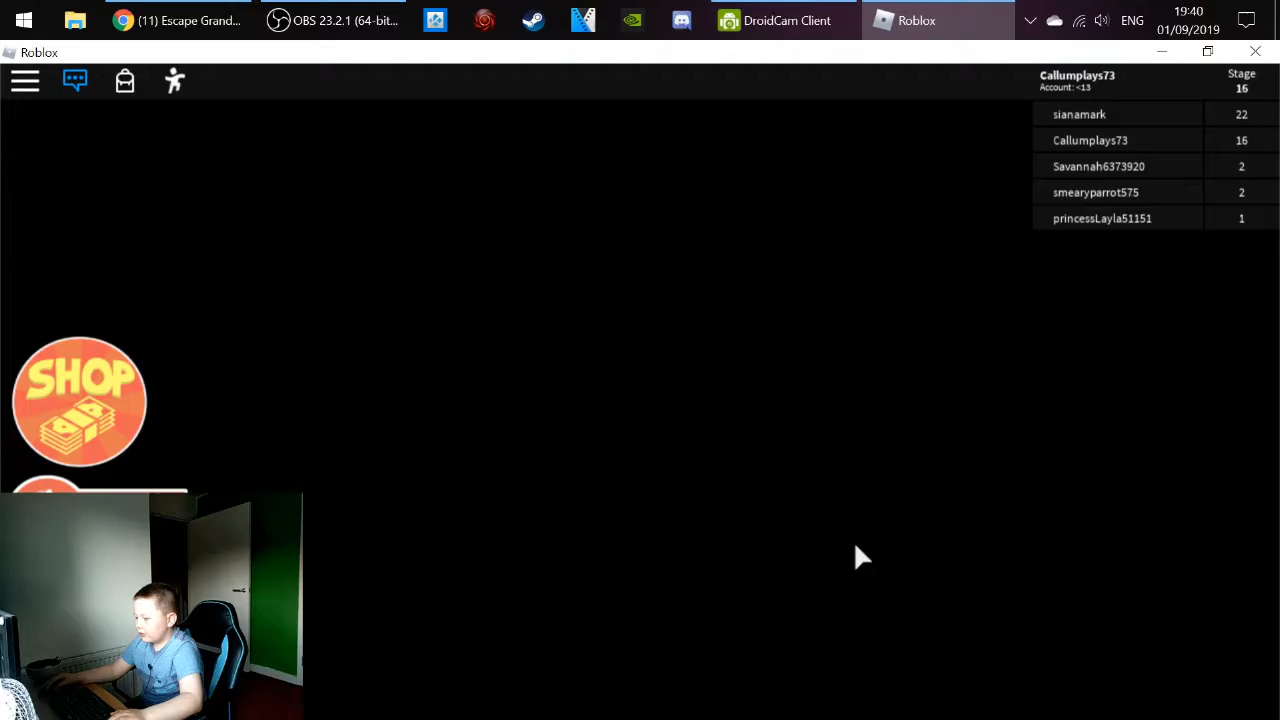 (11) Escape Grand...
OBS 23.2.1 (64-bit...
DroidCam Client
Roblox
ENG
19:40
01/09/2019
Roblox
Callumplays73
Account: <13
Stage
16
sianamark 22
Callumplays73 16
Savannah6373920 2
smearyparrot575 2
princessLayla51151 1
SHOP